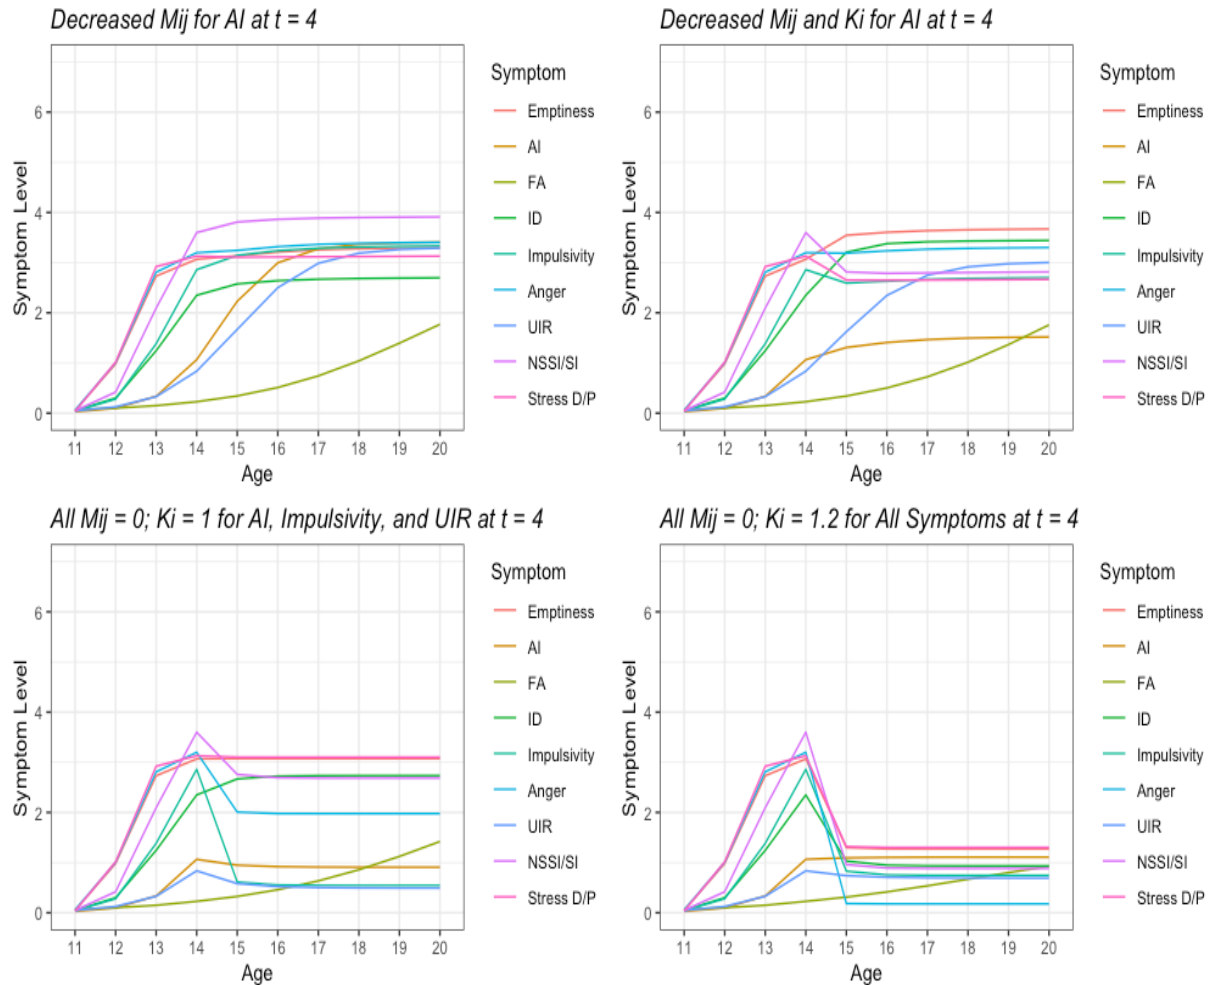 Decreased Mij for AI at t = 4
Symptom Level
6
4
2
0
11 12 13 14 15 16 17 18 19 20
Age
Symptom
Emptiness
AI
FA
ID
Impulsivity
Anger
UIR
NSSI/SI
Stress D/P
Decreased Mij and Ki for AI at t = 4
Symptom Level
6
4
2
0
11 12 13 14 15 16 17 18 19 20
Age
Symptom
Emptiness
AI
FA
ID
Impulsivity
Anger
UIR
NSSI/SI
Stress D/P
All Mij = 0; Ki = 1 for AI, Impulsivity, and UIR at t = 4
Symptom Level
6
4
2
0
11 12 13 14 15 16 17 18 19 20
Age
Symptom
Emptiness
AI
FA
ID
Impulsivity
Anger
UIR
NSSI/SI
Stress D/P
All Mij = 0; Ki = 1.2 for All Symptoms at t = 4
Symptom Level
6
4
2
0
11 12 13 14 15 16 17 18 19 20
Age
Symptom
Emptiness
AI
FA
ID
Impulsivity
Anger
UIR
NSSI/SI
Stress D/P